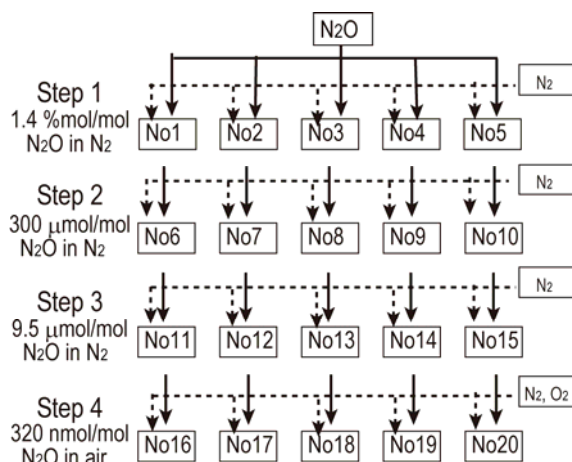 N2O
N2
Step 1
1.4 %mol/mol
N2O in N2
No1 No2 No3 No4 No5
N2
Step 2
300 μmol/mol
N2O in N2
No6 No7 No8 No9 No10
N2
Step 3
9.5 μmol/mol
N2O in N2
No11 No12 No13 No14 No15
N2, O2
Step 4
320 nmol/mol
N2O in air
No16 No17 No18 No19 No20